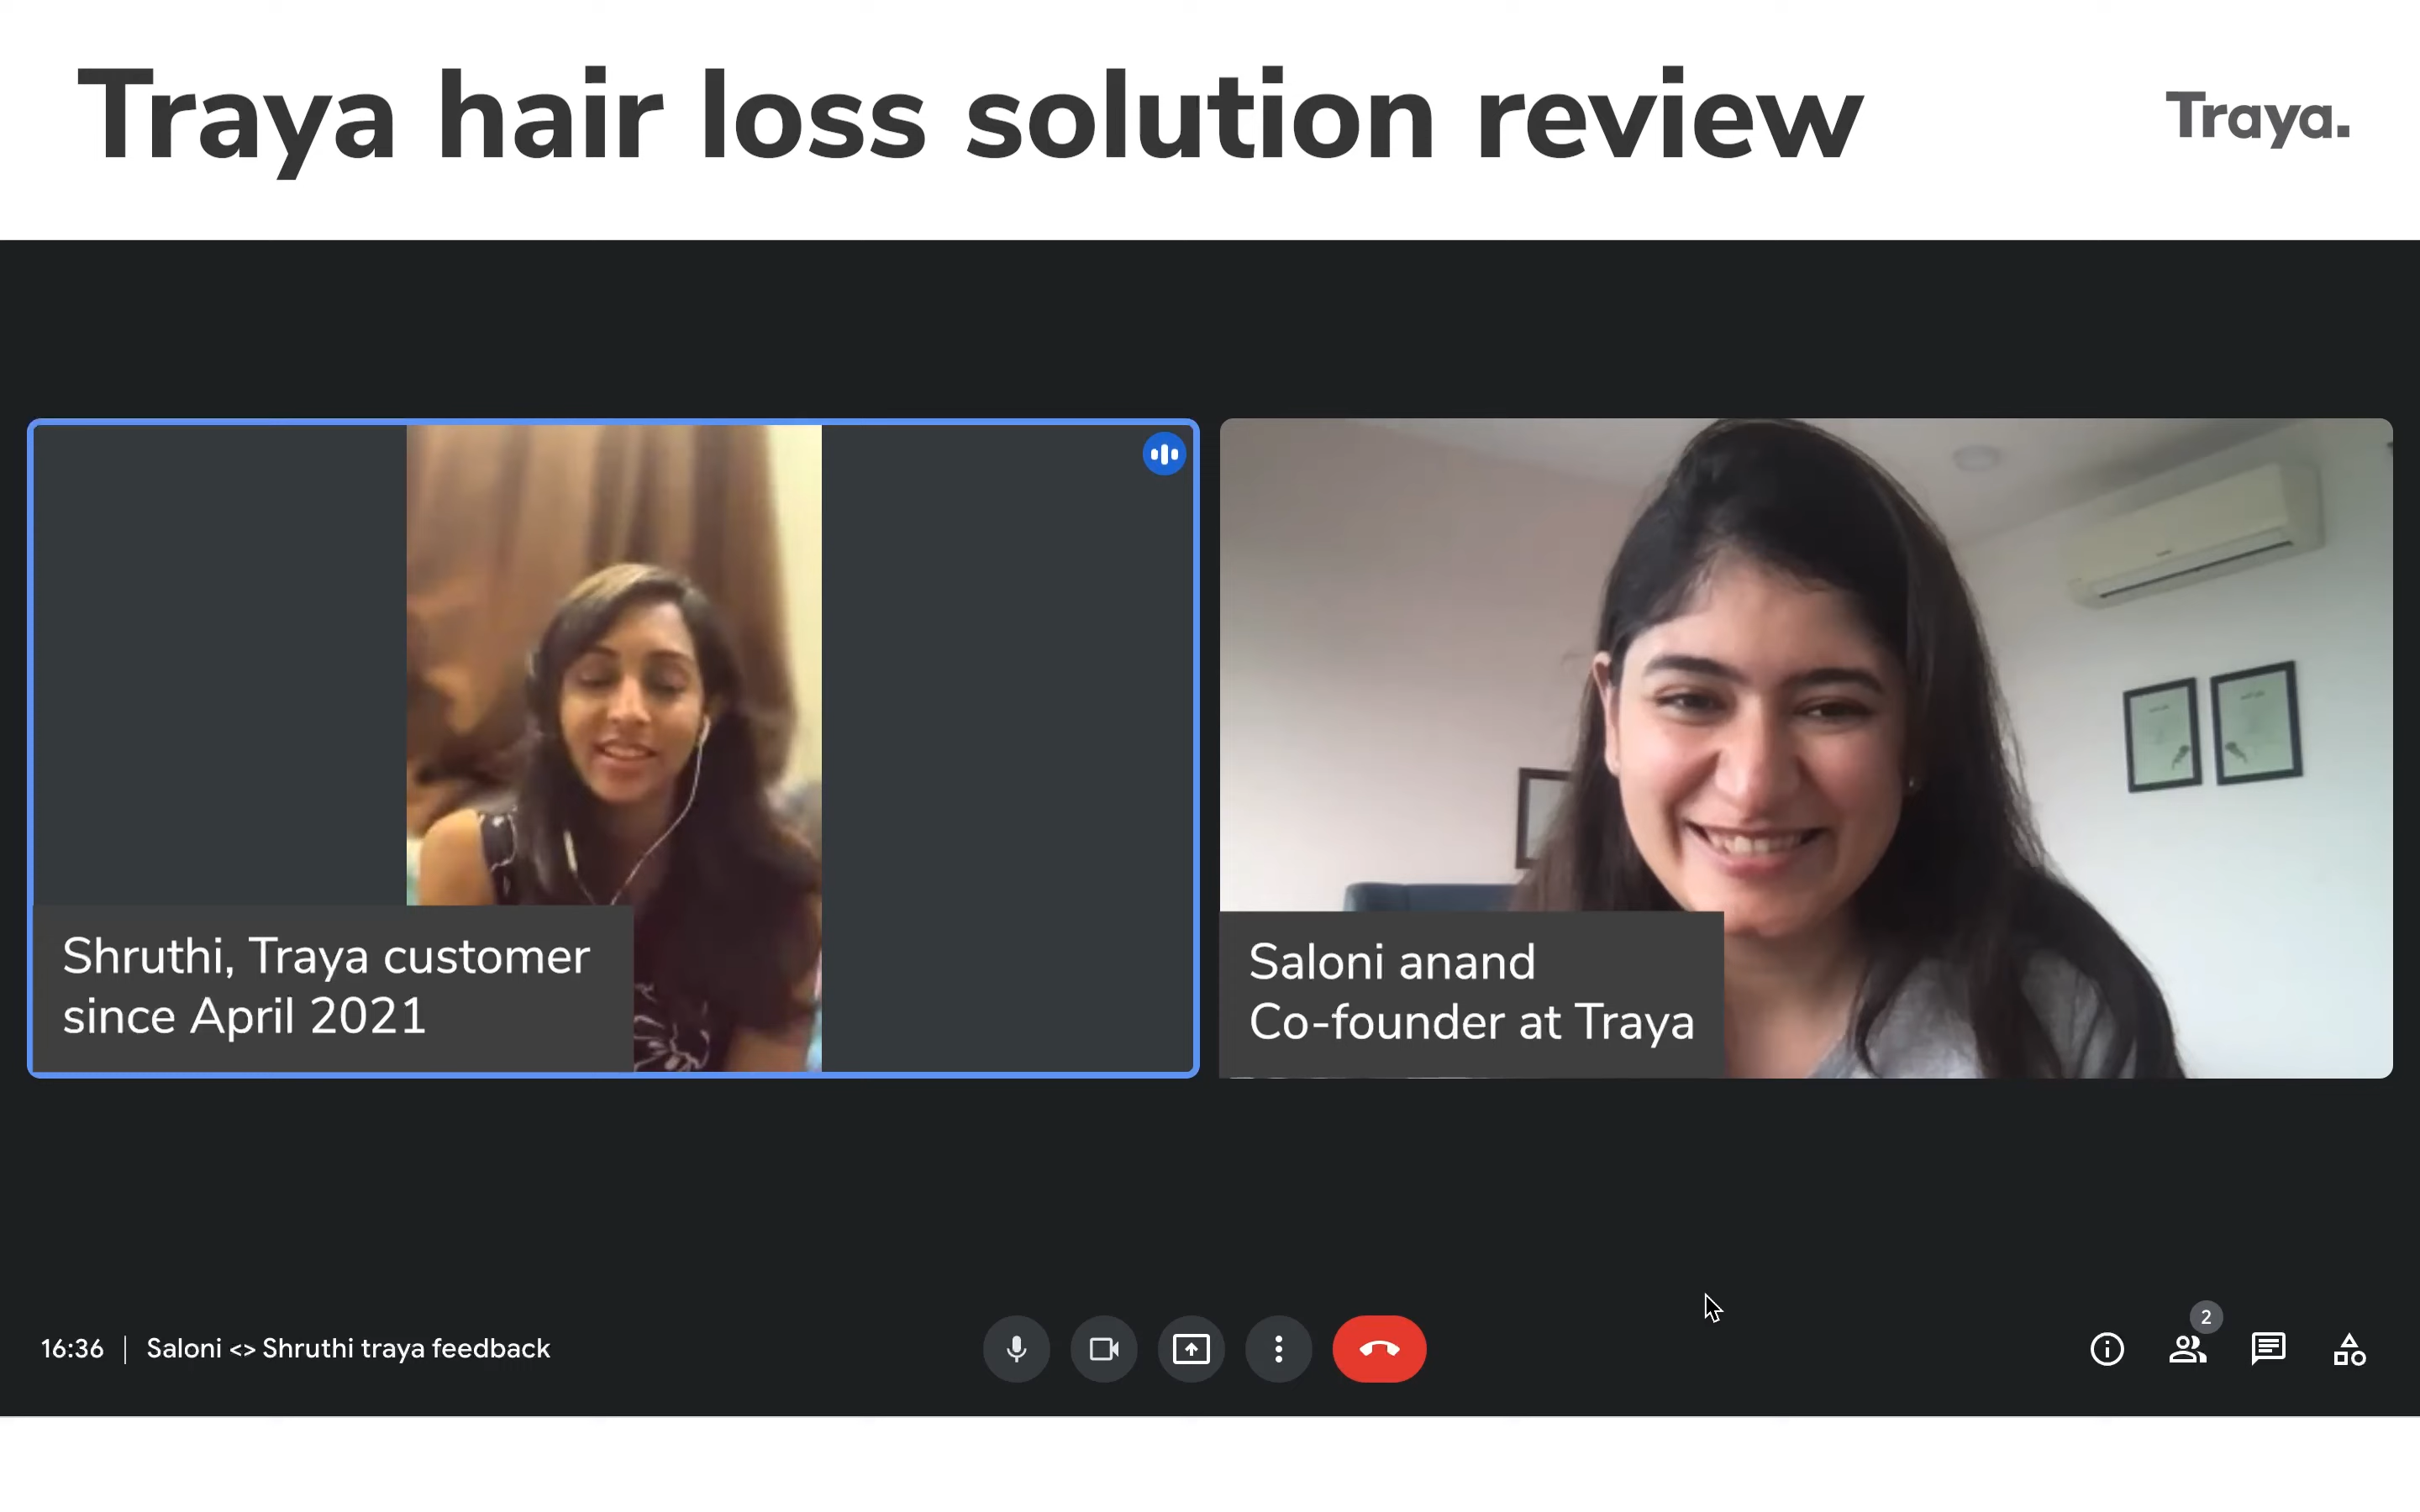 Traya hair loss solution review
Traya.
Shruthi, Traya customer
since April 2021
Saloni anand
Co-founder at Traya
16:36 | Saloni <> Shruthi traya feedback
2